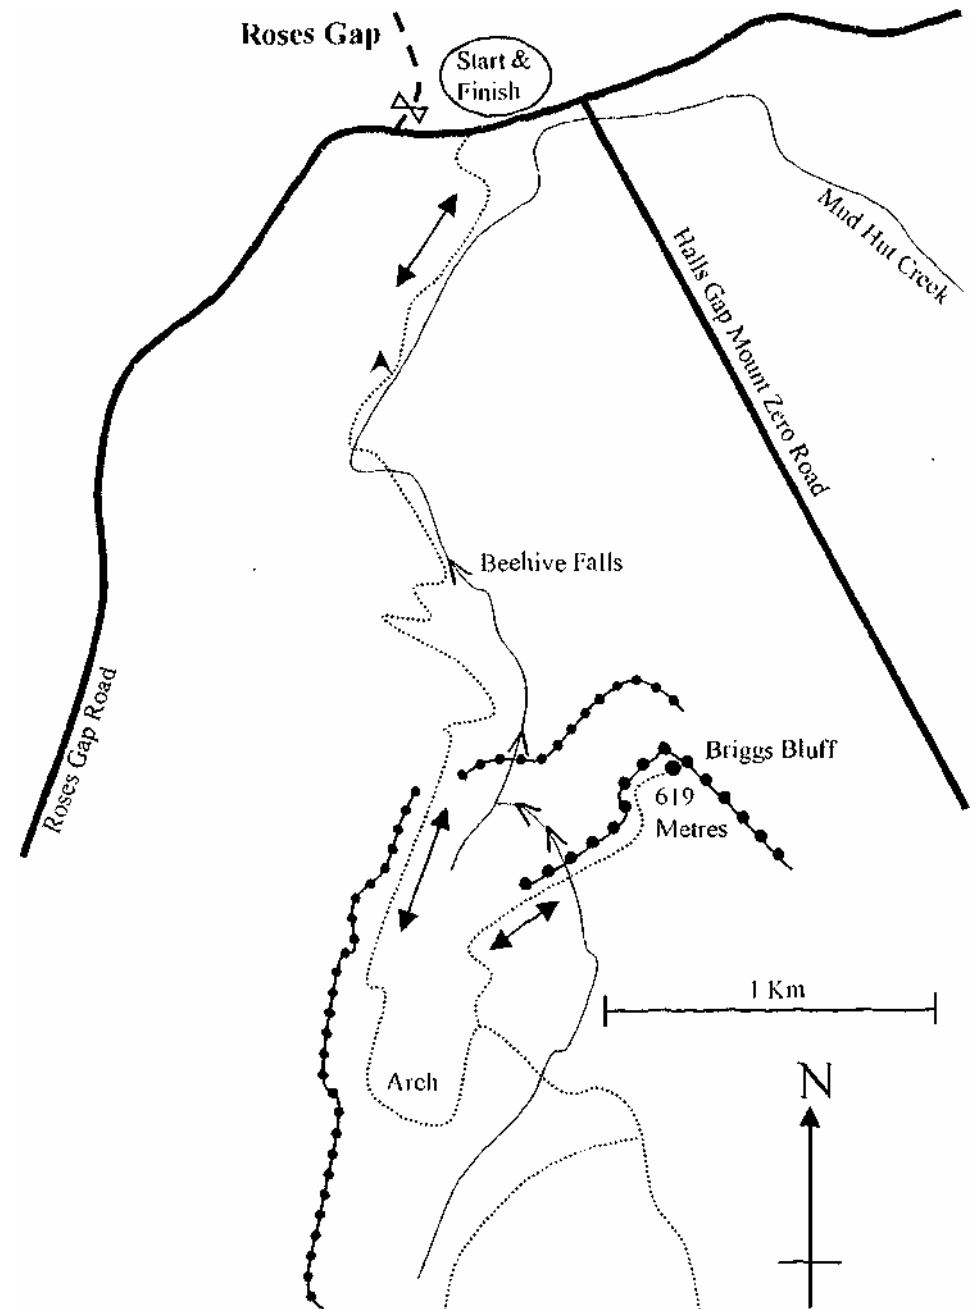 Roses Gap
Start &
Finish
Mud Hut Creek
Halls Gap Mount Zero Road
Beehive Falls
Roses Gap Road
Briggs Bluff
619
Metres
1 Km
Arch
N